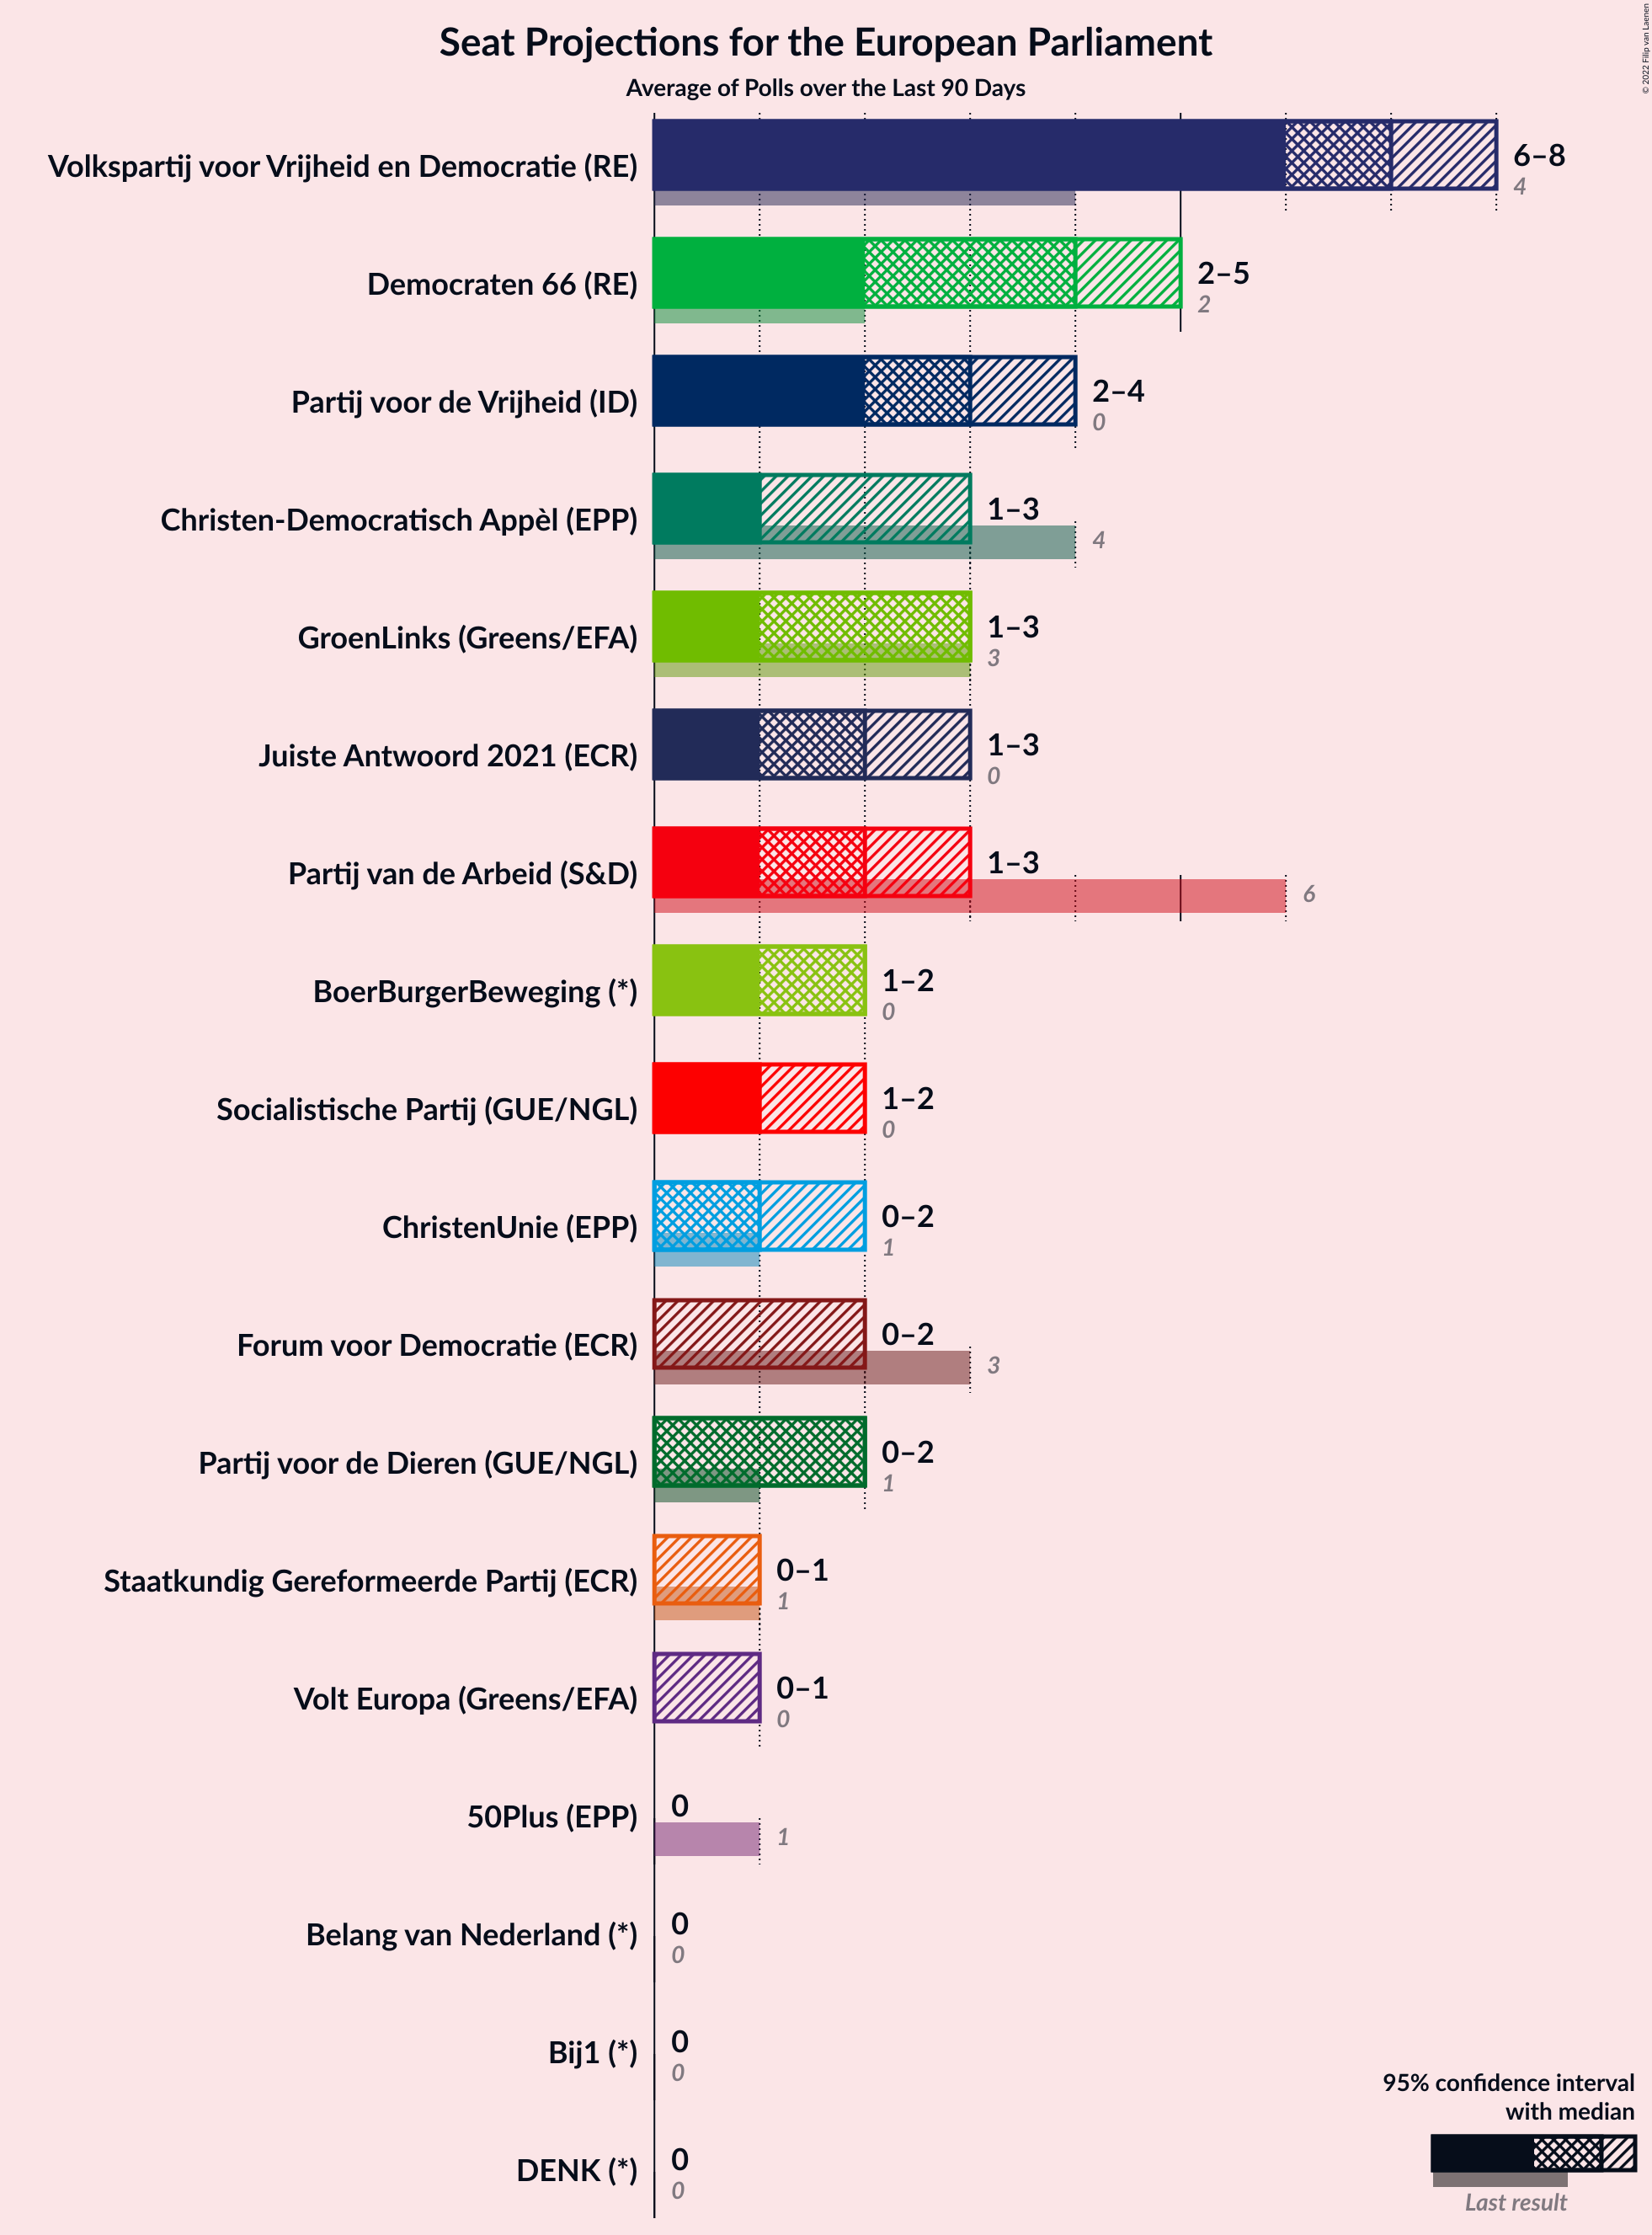 Seat Projections for the European Parliament
Average of Polls over the Last 90 Days
© 2022 Filip van Laenen
Volkspartij voor Vrijheid en Democratie (RE)
6–8
4
Democraten 66 (RE)
2–5
2
Partij voor de Vrijheid (ID)
2–4
0
Christen-Democratisch Appèl (EPP)
1–3
4
GroenLinks (Greens/EFA)
1–3
3
Juiste Antwoord 2021 (ECR)
1–3
0
Partij van de Arbeid (S&D)
1–3
6
BoerBurgerBeweging (*)
1–2
0
Socialistische Partij (GUE/NGL)
1–2
0
ChristenUnie (EPP)
0–2
1
Forum voor Democratie (ECR)
0–2
3
Partij voor de Dieren (GUE/NGL)
0–2
1
Staatkundig Gereformeerde Partij (ECR)
0–1
1
Volt Europa (Greens/EFA)
0–1
0
50Plus (EPP)
0
1
Belang van Nederland (*)
0
0
Bij1 (*)
0
0
DENK (*)
0
0
95% confidence interval
with median
Last result